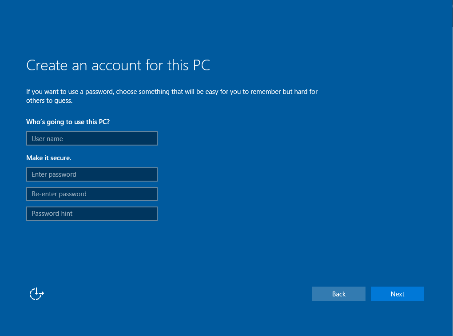 Create an account for this PC
If you want to use a password, choose something that will be easy for you to remember but hard for
others to guess.
Who's going to use this PC?
User name
Make it secure.
Enter password
Re-enter password
Password hint
Back
Next